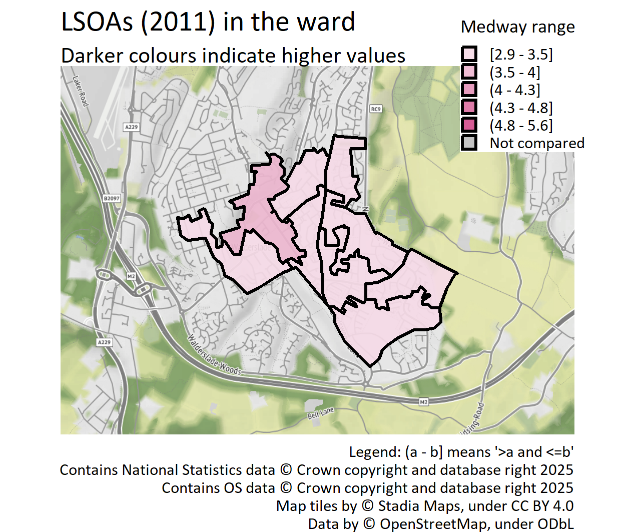 LSOAs (2011) in the ward
Darker colours indicate higher values
Medway range
[2.9 - 3.5]
(3.5 - 4]
(4 - 4.3]
(4.3 - 4.8]
(4.8 - 5.6]
Not compared
A229
RC9
B2097
M2
A229
Walderslade Woods
M2
Bell Lane
Legend: (a - b] means '>a and <=b'
Contains National Statistics data © Crown copyright and database right 2025
Contains OS data © Crown copyright and database right 2025
Map tiles by © Stadia Maps, under CC BY 4.0
Data by © OpenStreetMap, under ODbL